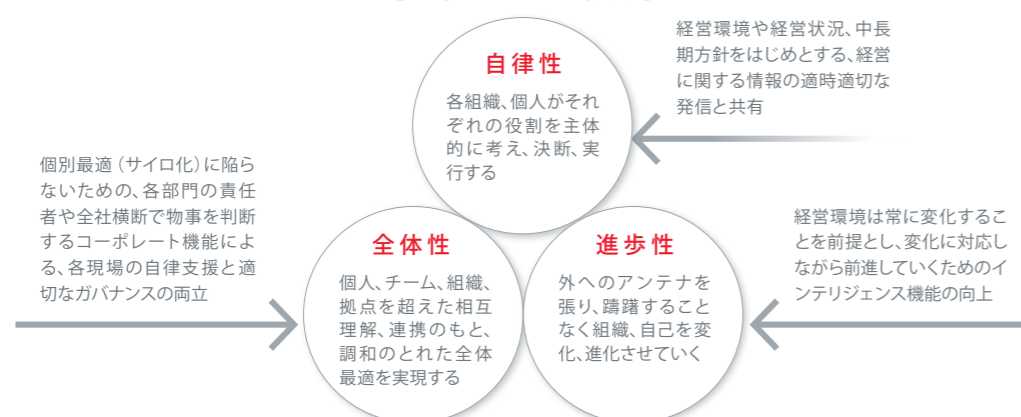 自律性
各組織、個人がそれ
ぞれの役割を主体
的に考え、決断、実
行する
経営環境や経営状況、中長
期方針をはじめとする、経営
に関する情報の適時適切な
発信と共有
個別最適（サイロ化）に陥ら
ないための、各部門の責任
者や全社横断で物事を判断
するコーポレート機能によ
る、各現場の自律支援と適
切なガバナンスの両立
全体性
個人、チーム、組織、
拠点を超えた相互
理解、連携のもと、
調和のとれた全体
最適を実現する
進歩性
外へのアンテナを
張り、躊躇すること
なく組織、自己を変
化、進化させていく
経営環境は常に変化するこ
とを前提とし、変化に対応し
ながら前進していくためのイ
ンテリジェンス機能の向上